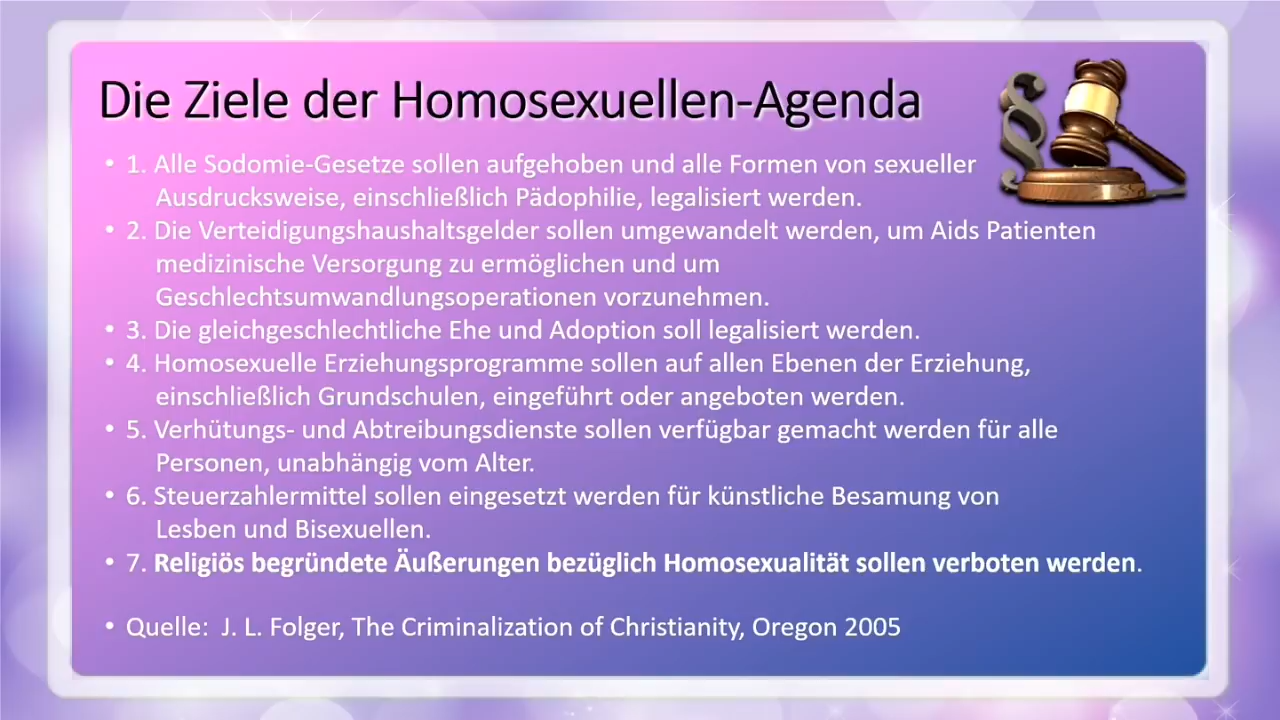 Die Ziele der Homosexuellen-Agenda
• 1. Alle Sodomie-Gesetze sollen aufgehoben und alle Formen von sexueller
Ausdrucksweise, einschließlich Pädophilie, legalisiert werden.
• 2. Die Verteidigungshaushaltsgelder sollen umgewandelt werden, um Aids Patienten
medizinische Versorgung zu ermöglichen und um
Geschlechtsumwandlungsoperationen vorzunehmen.
• 3. Die gleichgeschlechtliche Ehe und Adoption soll legalisiert werden.
• 4. Homosexuelle Erziehungsprogramme sollen auf allen Ebenen der Erziehung,
einschließlich Grundschulen, eingeführt oder angeboten werden.
• 5. Verhütungs- und Abtreibungsdienste sollen verfügbar gemacht werden für alle
Personen, unabhängig vom Alter.
• 6. Steuerzahlermittel sollen eingesetzt werden für künstliche Besamung von
Lesben und Bisexuellen.
• 7. Religiös begründete Äußerungen bezüglich Homosexualität sollen verboten werden.
• Quelle: J. L. Folger, The Criminalization of Christianity, Oregon 2005